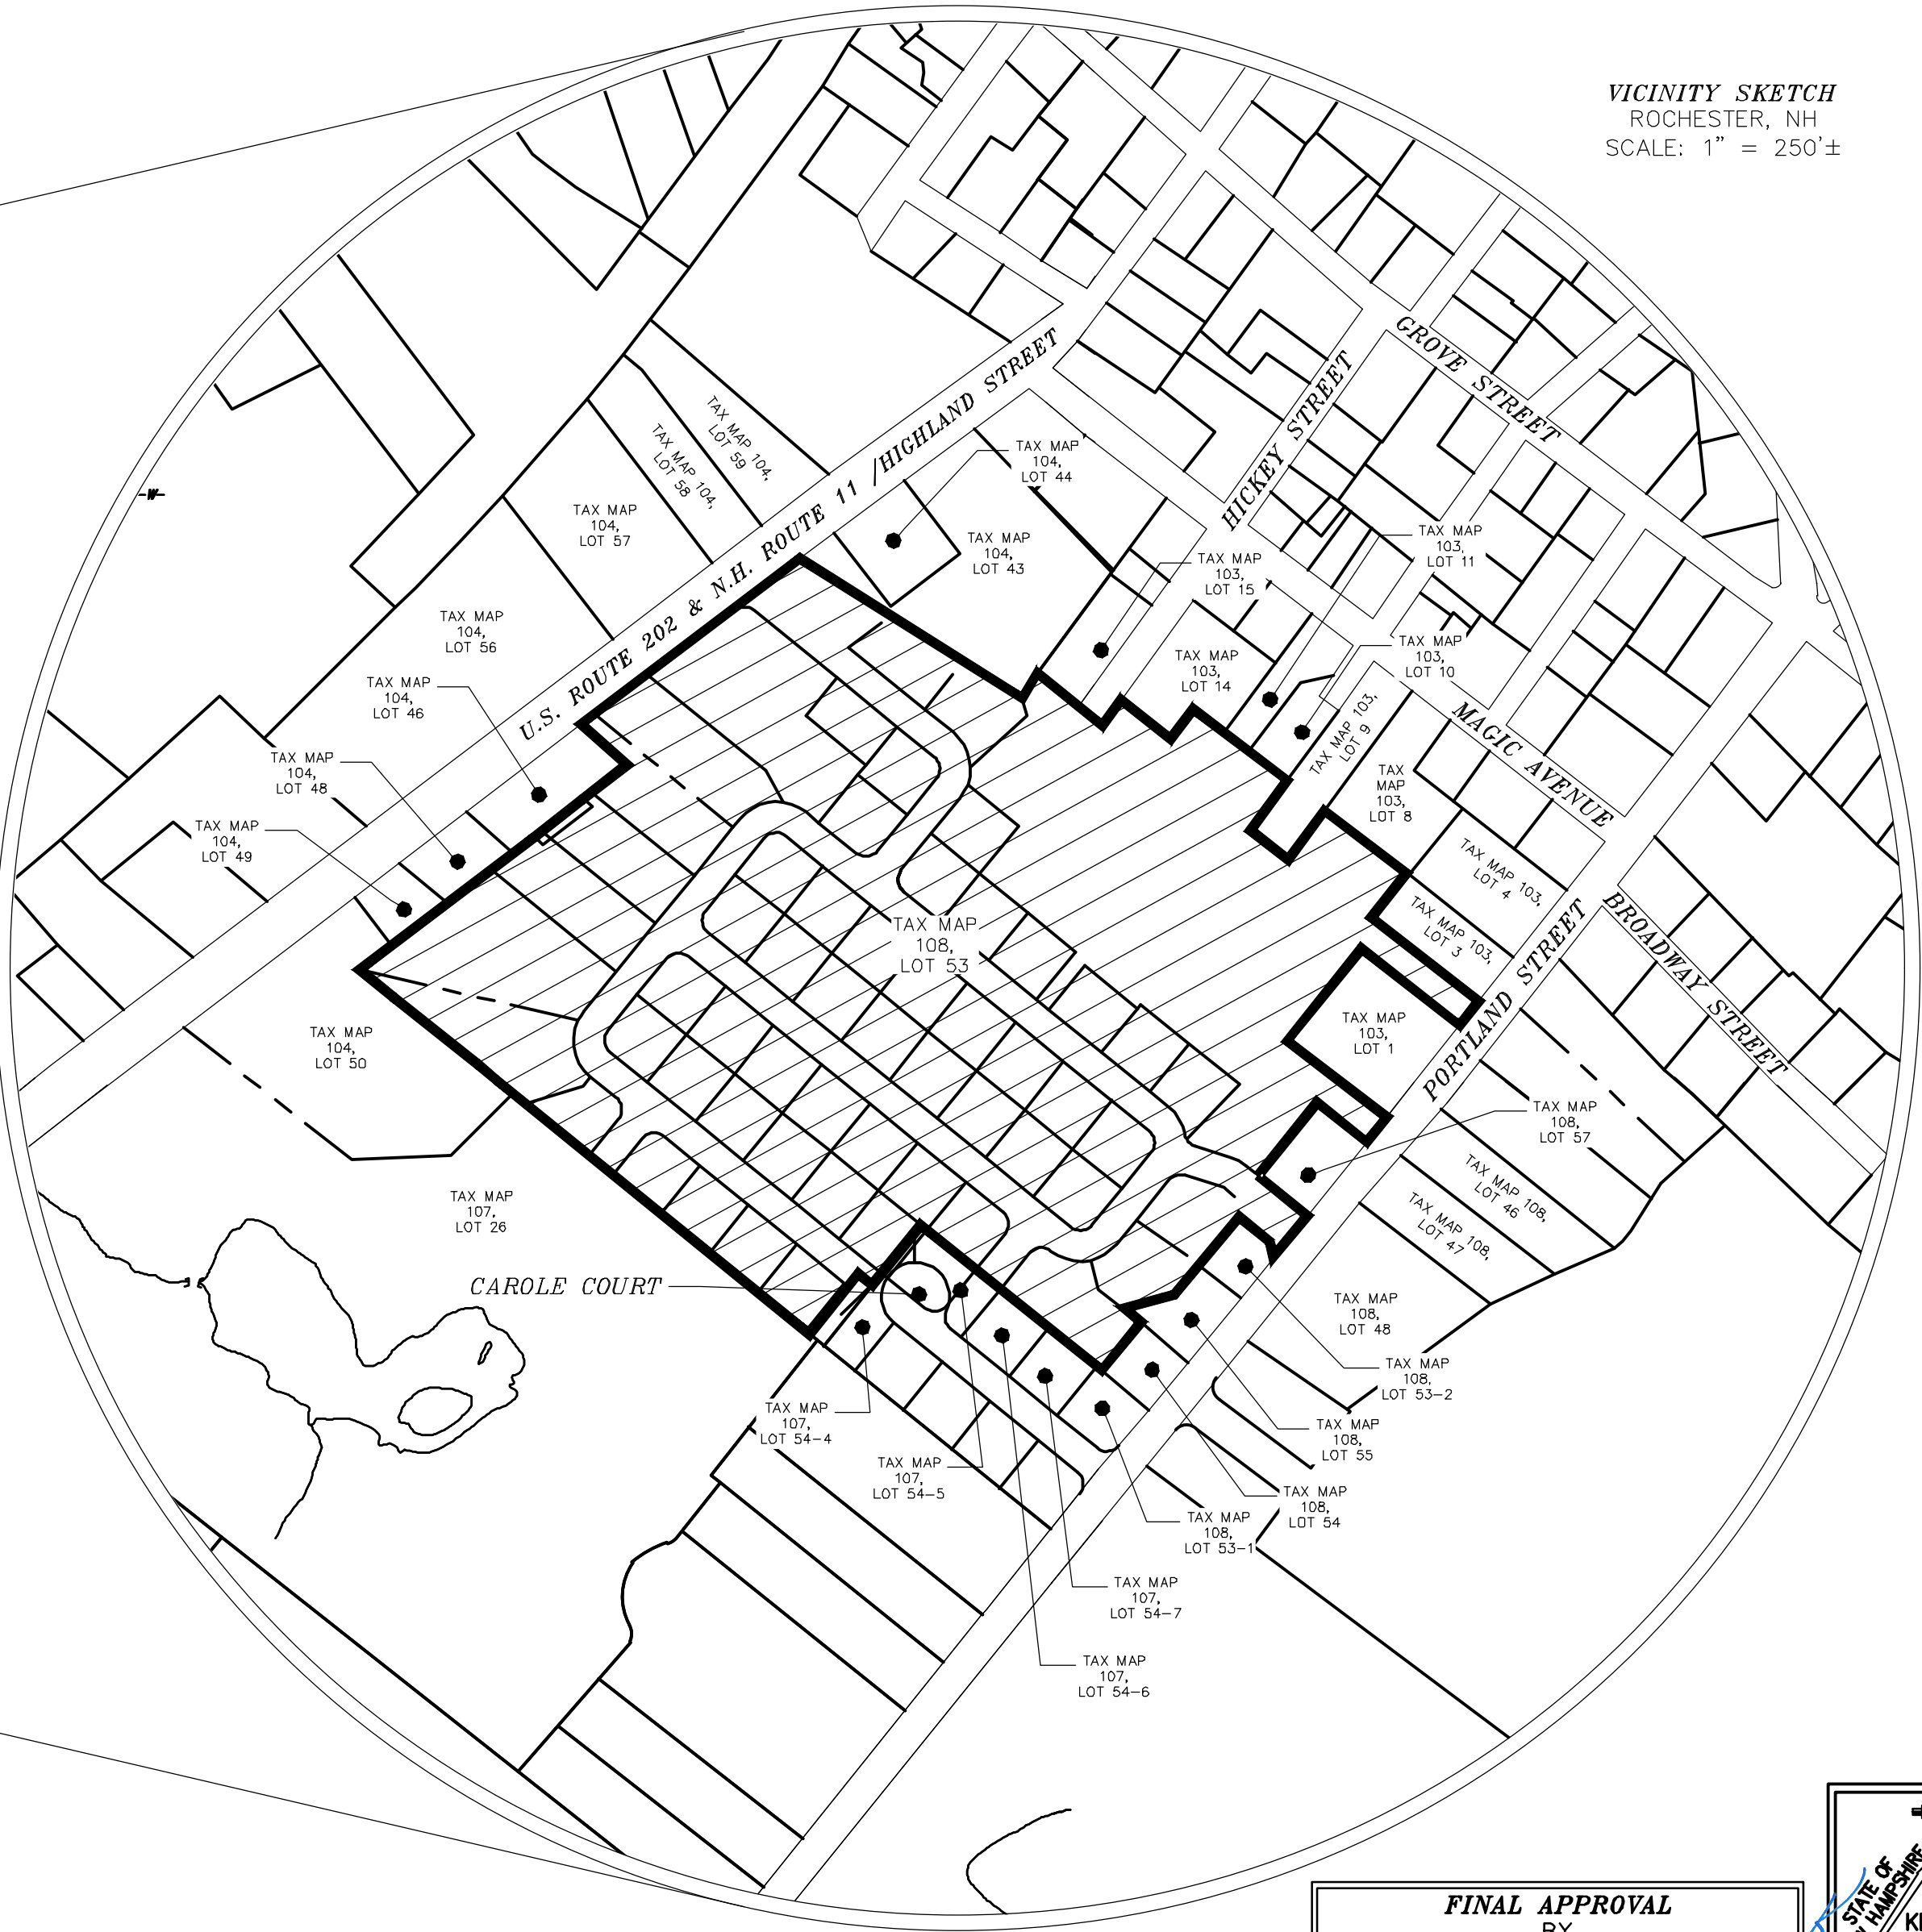 VICINITY SKETCH
ROCHESTER, NH
SCALE: 1" = 250'±
GROVE STREET
HICKEY STREET
U.S. ROUTE 202 & N.H. ROUTE 11 /HIGHLAND STREET
TAX MAP 104,
LOT 59
TAX MAP 104,
LOT 58
TAX MAP
104,
LOT 57
TAX MAP
104,
LOT 44
TAX MAP
104,
LOT 43
-W-
TAX MAP
103,
LOT 11
TAX MAP
103,
LOT 15
TAX MAP
104,
LOT 56
TAX MAP
103,
LOT 10
TAX MAP
103,
LOT 14
TAX MAP
104,
LOT 46
TAX MAP 103,
LOT 9
MAGIC AVENUE
TAX MAP
104,
LOT 48
TAX
MAP
103,
LOT 8
TAX MAP
104,
LOT 49
TAX MAP 103,
LOT 4
TAX MAP 103,
LOT 3
BROADWAY STREET
TAX MAP
108,
LOT 53
PORTLAND STREET
TAX MAP
103,
LOT 1
TAX MAP
104,
LOT 50
TAX MAP
108,
LOT 57
TAX MAP 108,
LOT 46
TAX MAP 108,
LOT 47
TAX MAP
107,
LOT 26
CAROLE COURT
TAX MAP
108,
LOT 48
TAX MAP
108,
LOT 53-2
TAX MAP
107,
LOT 54-4
TAX MAP
108,
LOT 55
TAX MAP
107,
LOT 54-5
TAX MAP
108,
LOT 54
TAX MAP
108,
LOT 53-1
TAX MAP
107,
LOT 54-7
TAX MAP
107,
LOT 54-6
FINAL APPROVAL
BY
STATE OF
HAMPSHIRE